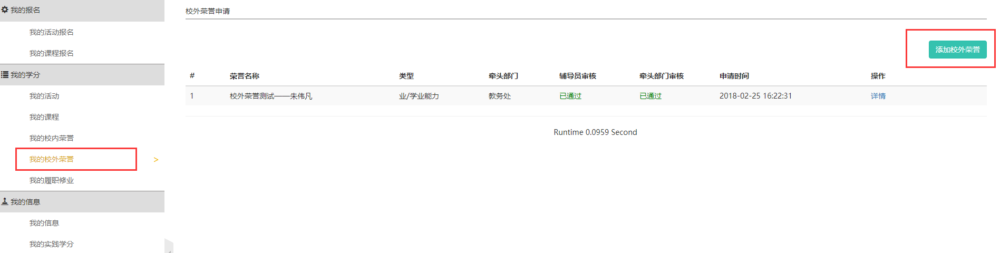 我的报名
我的活动报名
我的课程报名
我的学分
我的活动
我的课程
我的校内荣誉
我的校外荣誉 >
我的履职修业
我的信息
我的信息
我的实践学分
校外荣誉申请
添加校外荣誉
# 荣誉名称 类型 牵头部门 辅导员审核 牵头部门审核 申请时间 操作
1 校外荣誉测试——朱伟凡 业/学业能力 教务处 已通过 已通过 2018-02-25 16:22:31 详情
Runtime 0.0959 Second